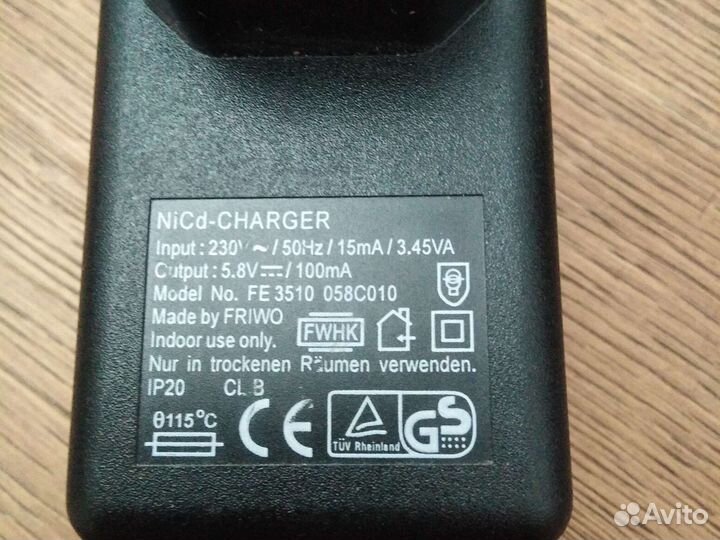 NiCd-CHARGER
Input : 230V ~ / 50Hz / 15mA / 3.45VA
Output : 5.8V ⎓ / 100mA
Model No. FE 3510 058C010
Made by FRIWO
Indoor use only.
FWHK
Nur in trockenen Räumen verwenden.
IP20
θ115°C
CE
TÜV Rheinland
GS
Avito